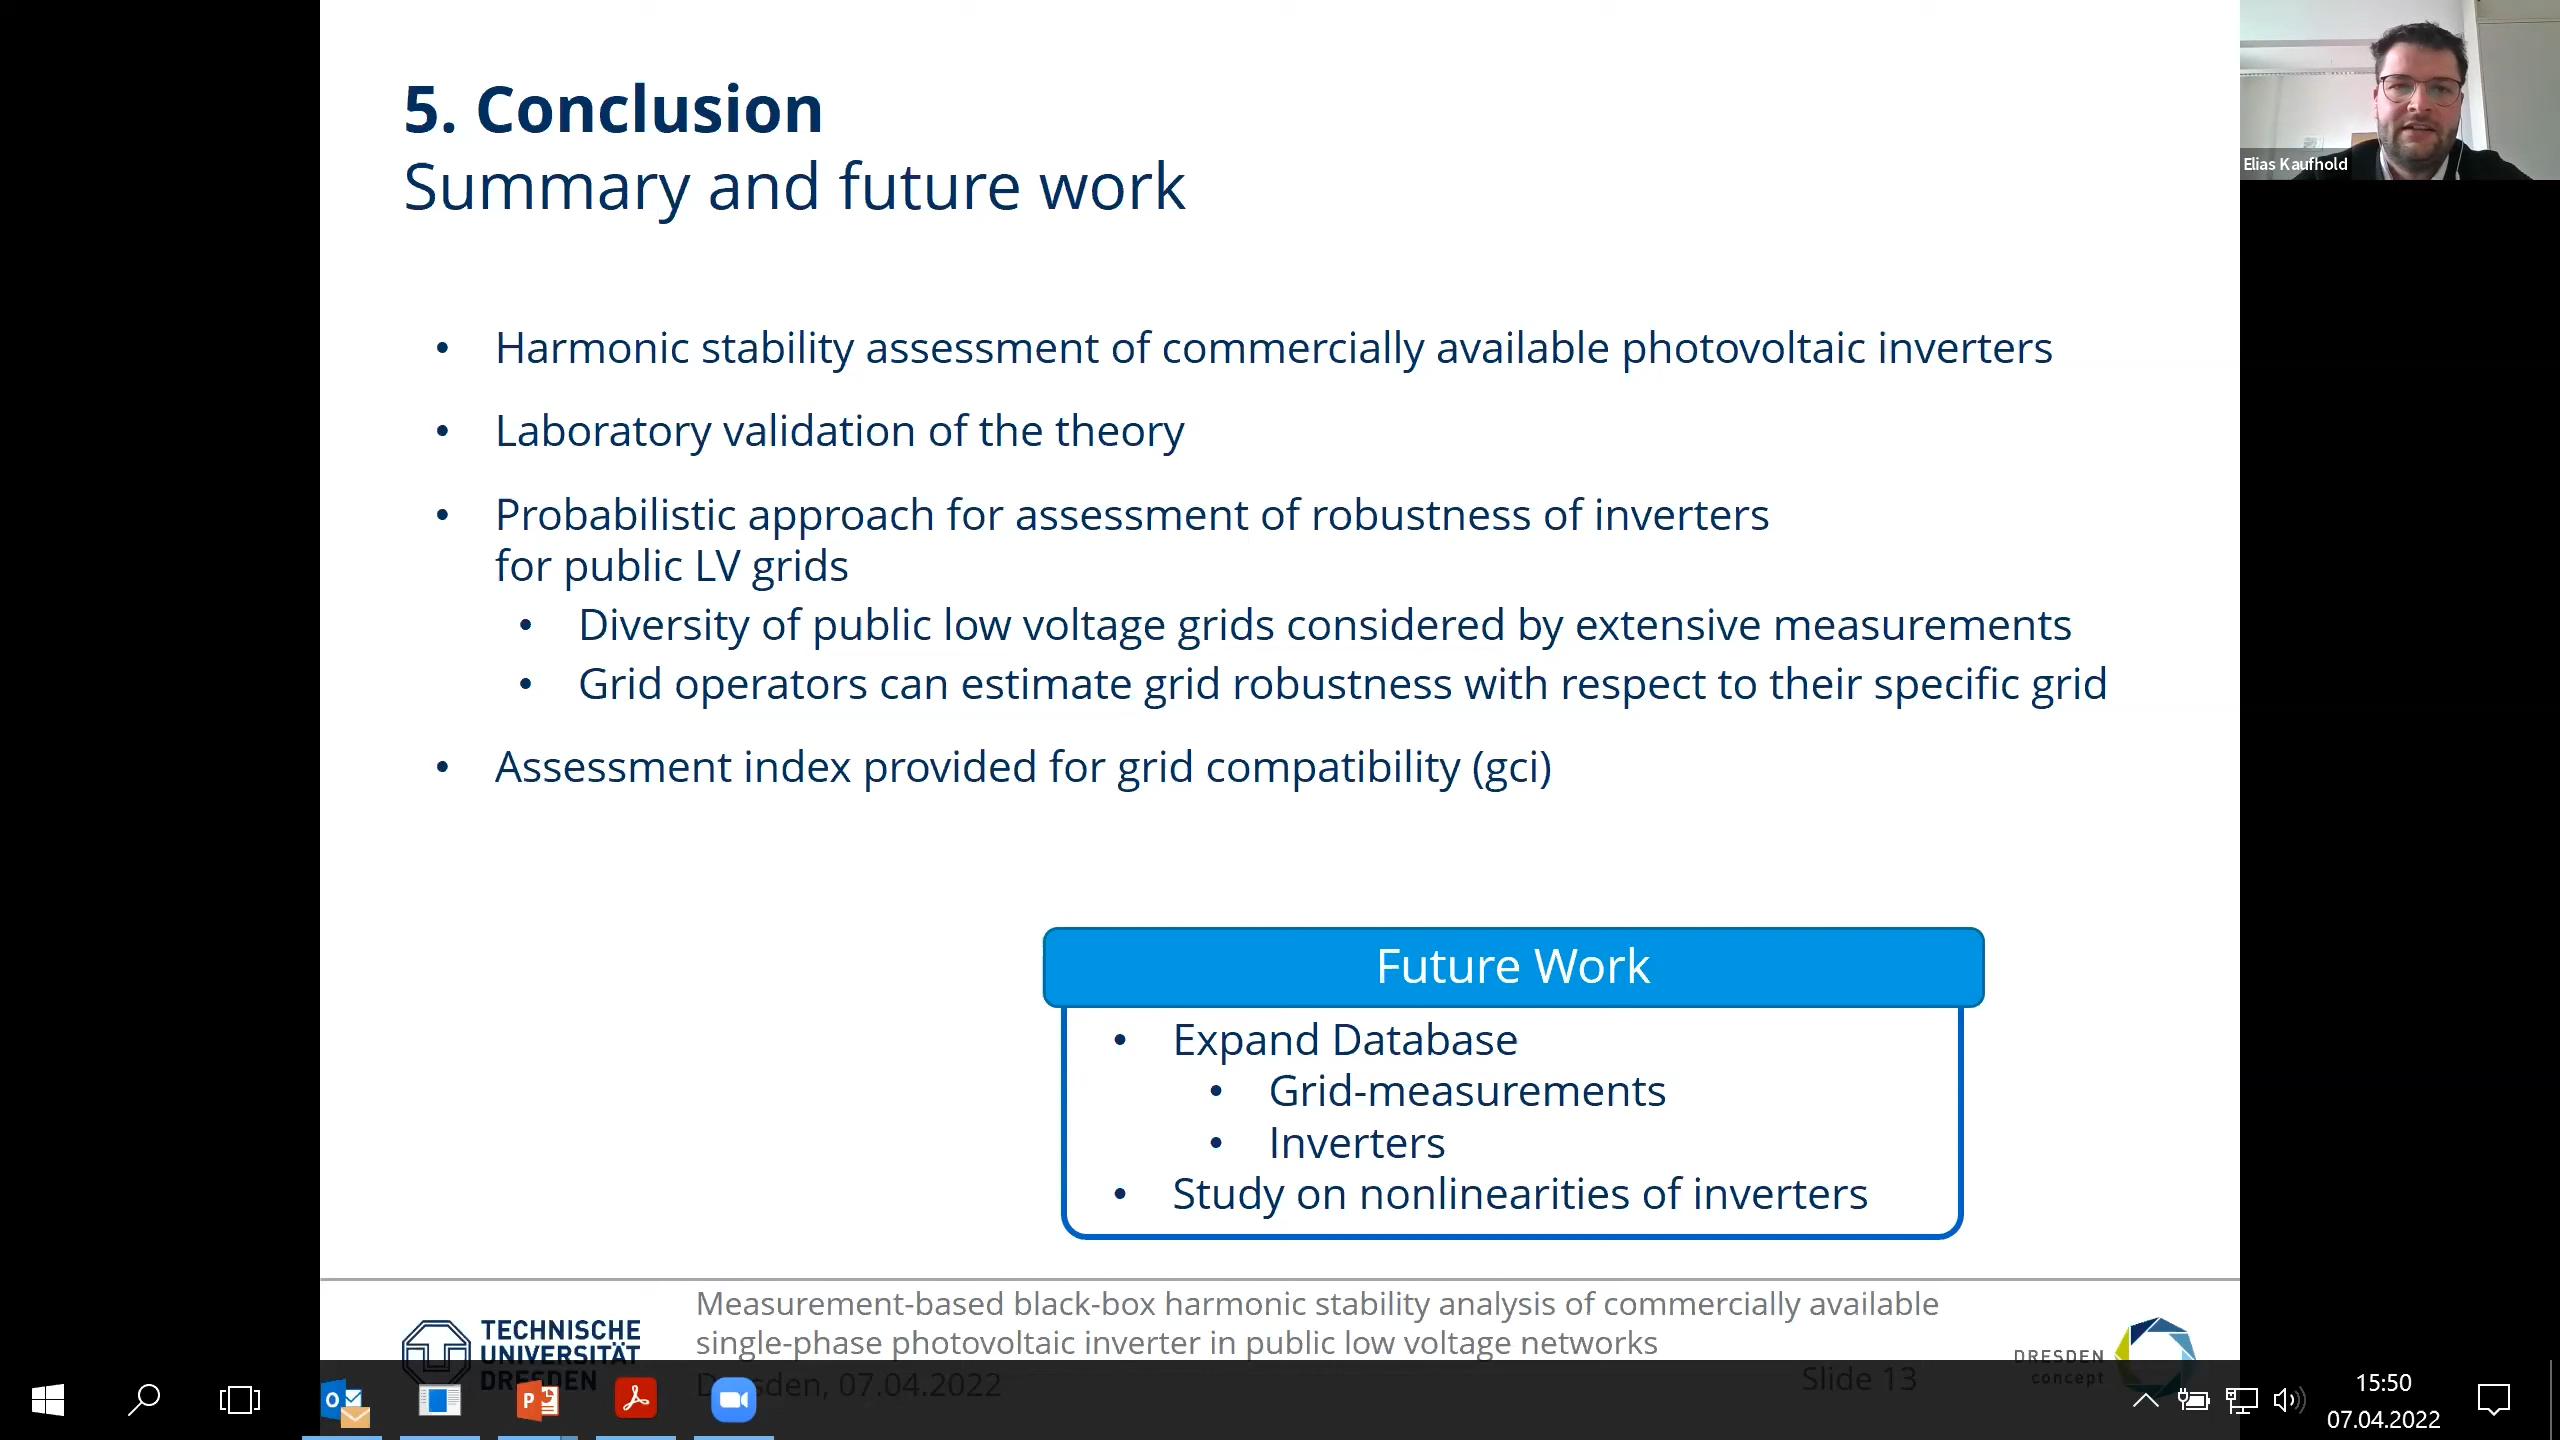 5. Conclusion
Summary and future work
Elias Kaufhold
• Harmonic stability assessment of commercially available photovoltaic inverters
• Laboratory validation of the theory
• Probabilistic approach for assessment of robustness of inverters
for public LV grids
• Diversity of public low voltage grids considered by extensive measurements
• Grid operators can estimate grid robustness with respect to their specific grid
• Assessment index provided for grid compatibility (gci)
Future Work
• Expand Database
• Grid-measurements
• Inverters
• Study on nonlinearities of inverters
TECHNISCHE
UNIVERSITÄT
DRESDEN
Measurement-based black-box harmonic stability analysis of commercially available
single-phase photovoltaic inverter in public low voltage networks
Dresden, 07.04.2022
Slide 13
DRESDEN
concept
15:50
07.04.2022